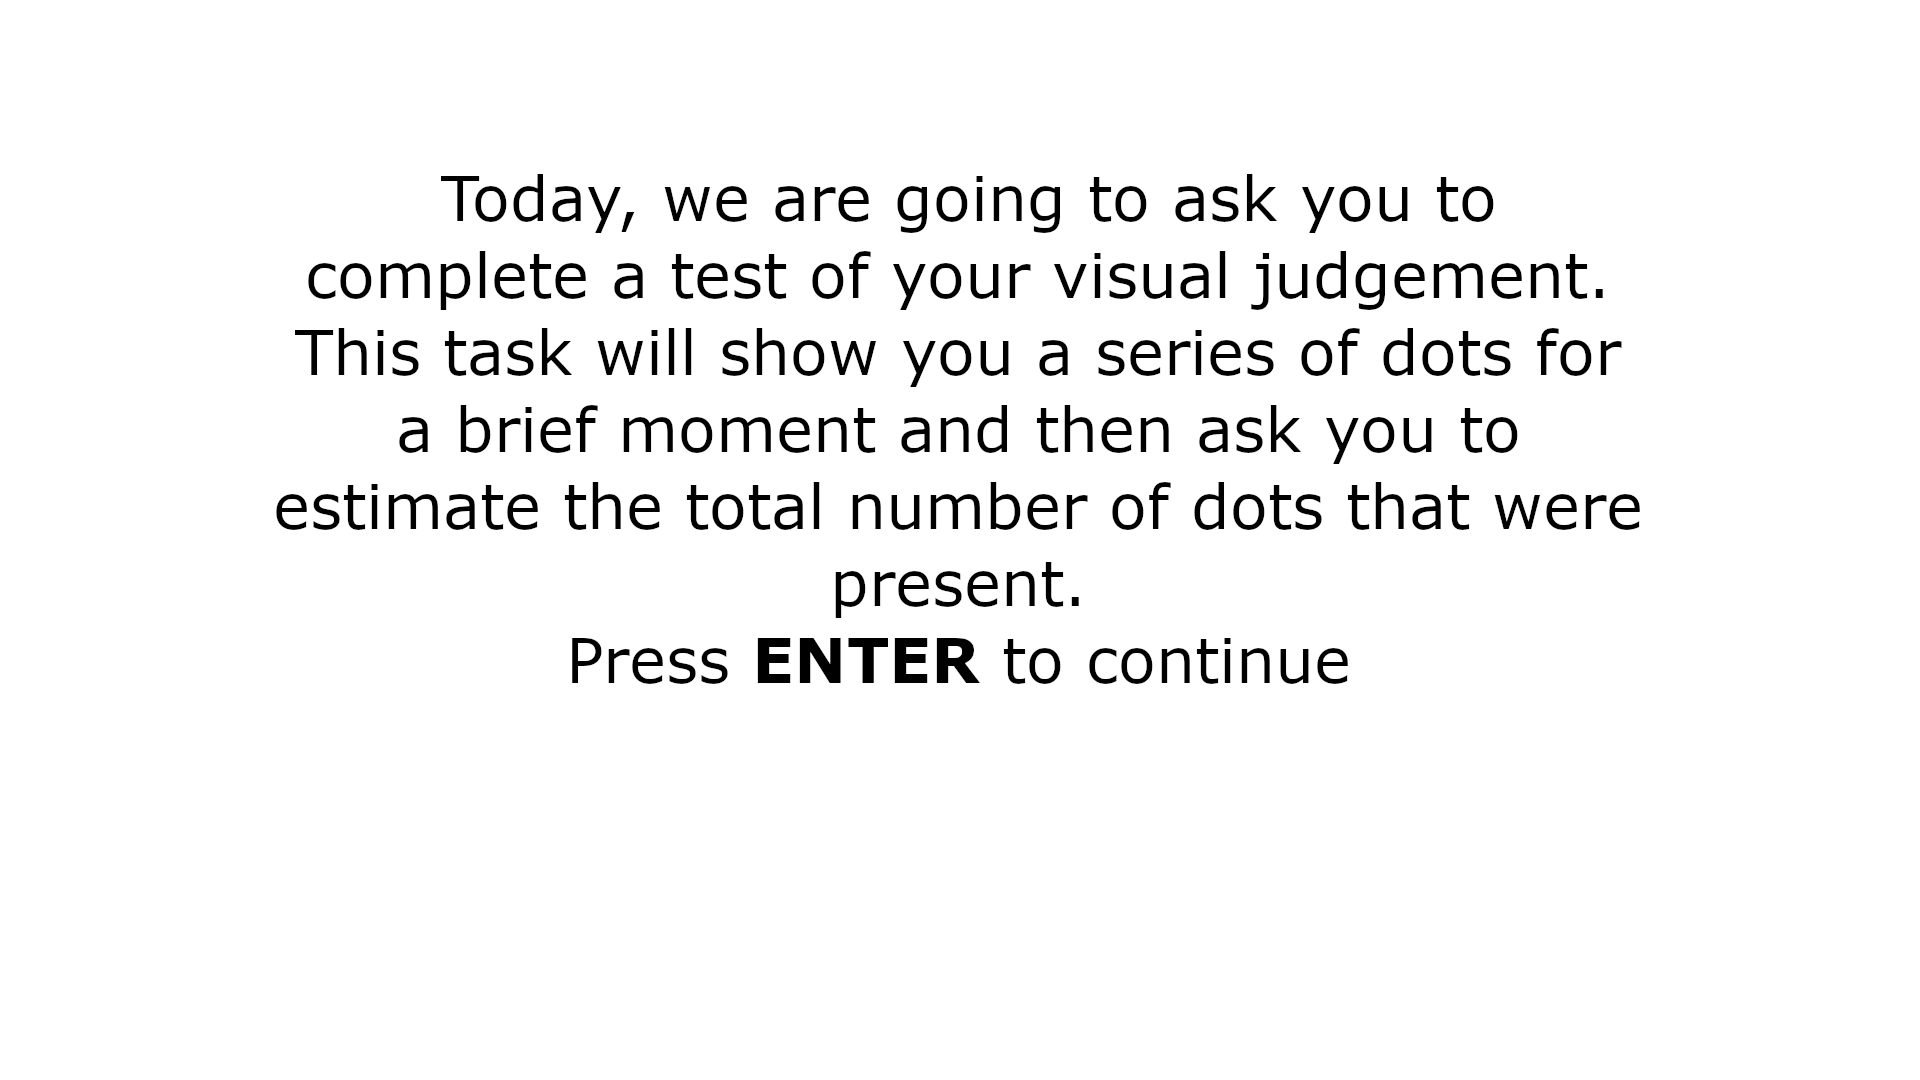 Today, we are going to ask you to
complete a test of your visual judgement.
This task will show you a series of dots for
a brief moment and then ask you to
estimate the total number of dots that were
present.
Press ENTER to continue